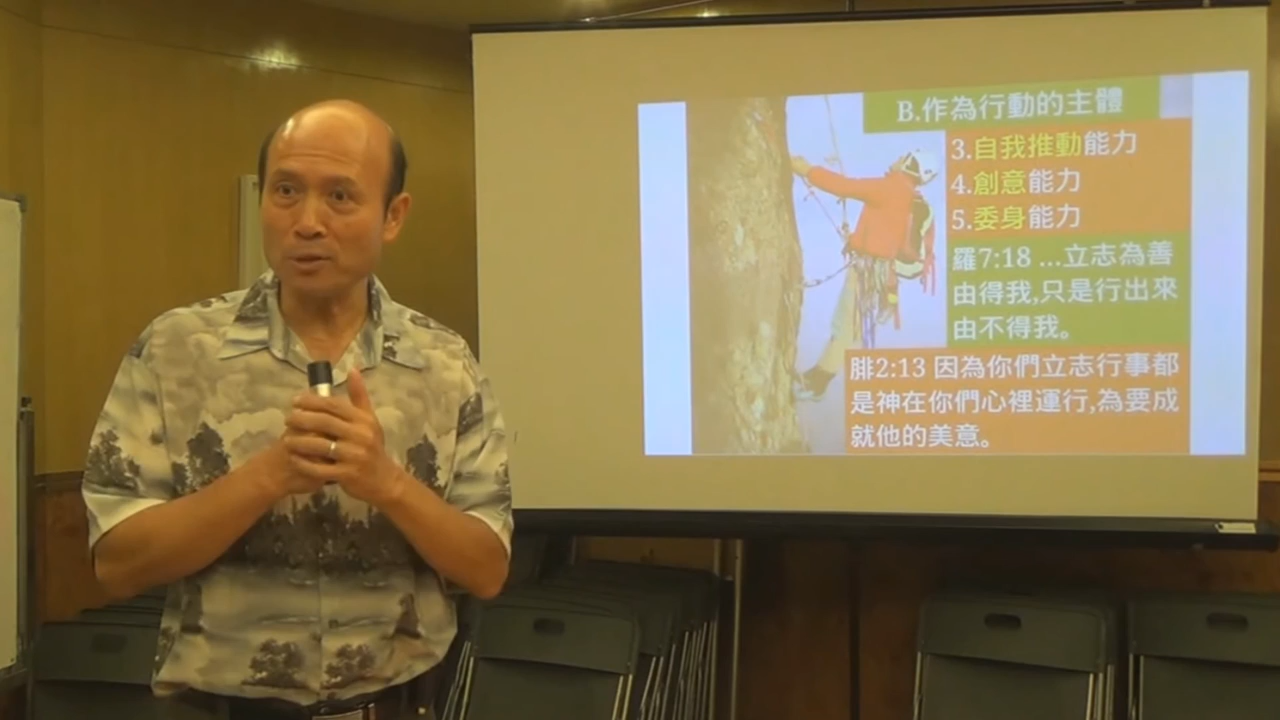 B.作為行動的主體
3.自我推動能力
4.創意能力
5.委身能力
羅7:18 ...立志為善
由得我,只是行出來
由不得我。
腓2:13 因為你們立志行事都
是神在你們心裡運行,為要成
就他的美意。